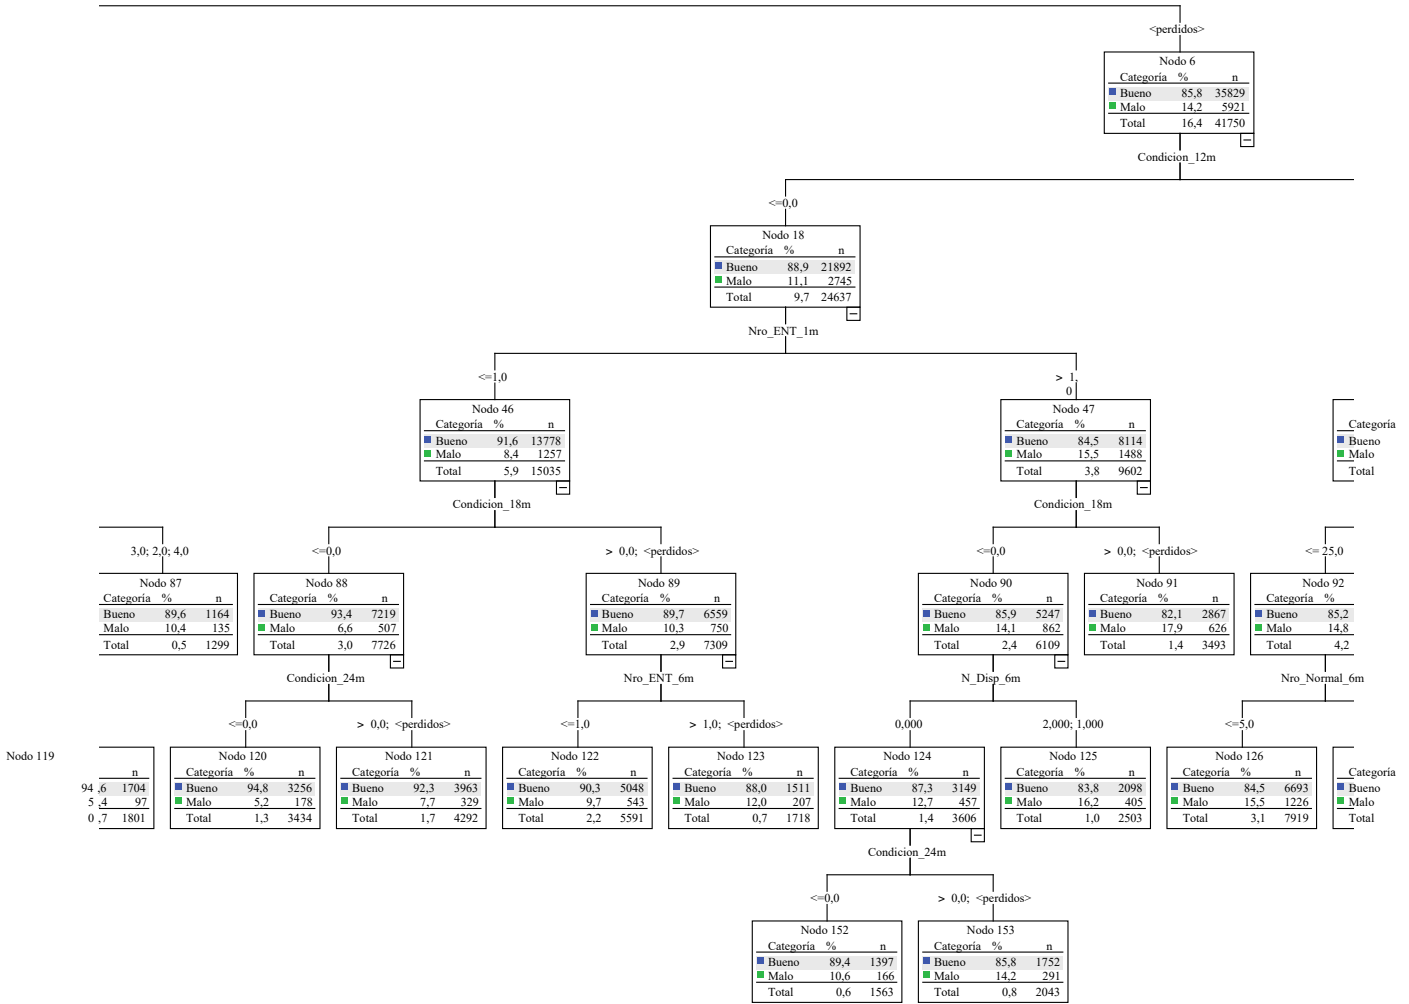 <perdidos>
Nodo 6
Categoría % n
Bueno 85,8 35829
Malo 14,2 5921
Total 16,4 41750
Condicion_12m
<=0,0
Nodo 18
Categoría % n
Bueno 88,9 21892
Malo 11,1 2745
Total 9,7 24637
Nro_ENT_1m
<=1,0
> 1,
0
Nodo 46
Categoría % n
Bueno 91,6 13778
Malo 8,4 1257
Total 5,9 15035
Condicion_18m
Nodo 47
Categoría % n
Bueno 84,5 8114
Malo 15,5 1488
Total 3,8 9602
Condicion_18m
Categoría
Bueno
Malo
Total
3,0; 2,0; 4,0
<=0,0
> 0,0; <perdidos>
<=0,0
> 0,0; <perdidos>
<= 25,0
Nodo 87
Categoría % n
Bueno 89,6 1164
Malo 10,4 135
Total 0,5 1299
Nodo 88
Categoría % n
Bueno 93,4 7219
Malo 6,6 507
Total 3,0 7726
Condicion_24m
Nodo 89
Categoría % n
Bueno 89,7 6559
Malo 10,3 750
Total 2,9 7309
Nro_ENT_6m
Nodo 90
Categoría % n
Bueno 85,9 5247
Malo 14,1 862
Total 2,4 6109
N_Disp_6m
Nodo 91
Categoría % n
Bueno 82,1 2867
Malo 17,9 626
Total 1,4 3493
Nodo 92
Categoría %
Bueno 85,2
Malo 14,8
Total 4,2
Nro_Normal_6m
<=0,0
> 0,0; <perdidos>
<=1,0
> 1,0; <perdidos>
0,000
2,000; 1,000
<=5,0
Nodo 119
n
94,6 1704
5,4 97
0,7 1801
Nodo 120
Categoría % n
Bueno 94,8 3256
Malo 5,2 178
Total 1,3 3434
Nodo 121
Categoría % n
Bueno 92,3 3963
Malo 7,7 329
Total 1,7 4292
Nodo 122
Categoría % n
Bueno 90,3 5048
Malo 9,7 543
Total 2,2 5591
Nodo 123
Categoría % n
Bueno 88,0 1511
Malo 12,0 207
Total 0,7 1718
Nodo 124
Categoría % n
Bueno 87,3 3149
Malo 12,7 457
Total 1,4 3606
Condicion_24m
Nodo 125
Categoría % n
Bueno 83,8 2098
Malo 16,2 405
Total 1,0 2503
Nodo 126
Categoría % n
Bueno 84,5 6693
Malo 15,5 1226
Total 3,1 7919
Categoría
Bueno
Malo
Total
<=0,0
> 0,0; <perdidos>
Nodo 152
Categoría % n
Bueno 89,4 1397
Malo 10,6 166
Total 0,6 1563
Nodo 153
Categoría % n
Bueno 85,8 1752
Malo 14,2 291
Total 0,8 2043